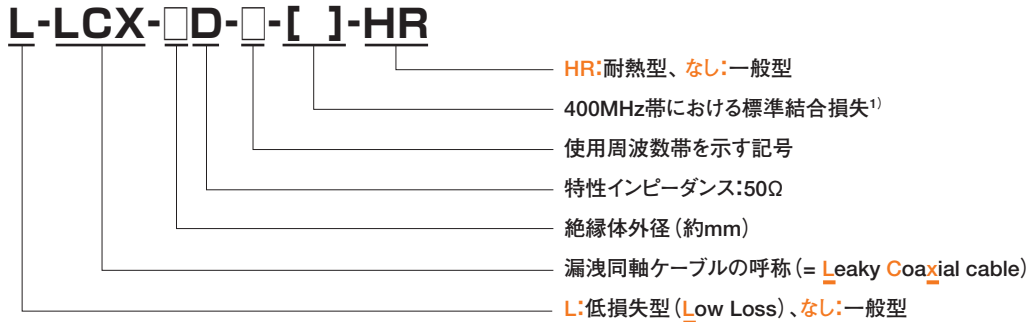 L-LCX-□D-□-[ ]-HR
HR:耐熱型、なし:一般型
400MHz帯における標準結合損失1)
使用周波数帯を示す記号
特性インピーダンス:50Ω
絶縁体外径(約mm)
漏洩同軸ケーブルの呼称(= Leaky Coaxial cable)
L:低損失型(Low Loss)、なし:一般型